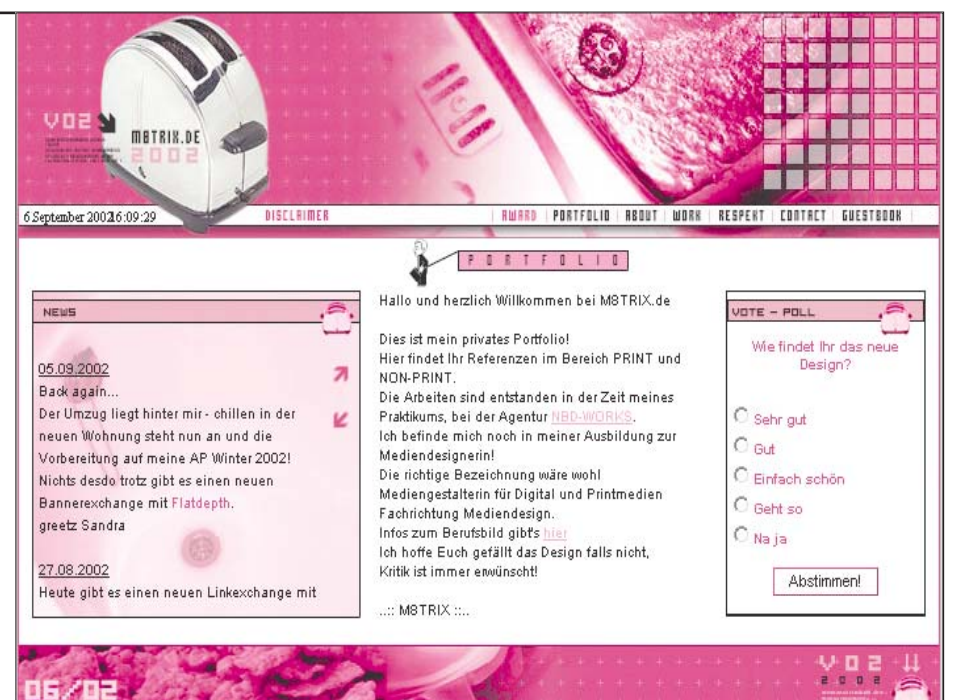 V02
M8TRIX.DE
2002
6 September 2002 16:09:29
DISCLAIMER
AWARD | PORTFOLIO | ABOUT | WORK | RESPEKT | CONTACT | GUESTBOOK |
PORTFOLIO
NEWS
05.09.2002
Back again...
Der Umzug liegt hinter mir - chillen in der
neuen Wohnung steht nun an und die
Vorbereitung auf meine AP Winter 2002!
Nichts desdo trotz gibt es einen neuen
Bannerexchange mit Flatdepth.
greetz Sandra
27.08.2002
Heute gibt es einen neuen Linkexchange mit
Hallo und herzlich Willkommen bei M8TRIX.de
Dies ist mein privates Portfolio!
Hier findet Ihr Referenzen im Bereich PRINT und
NON-PRINT.
Die Arbeiten sind entstanden in der Zeit meines
Praktikums, bei der Agentur NBD-WORKS.
Ich befinde mich noch in meiner Ausbildung zur
Mediendesignerin!
Die richtige Bezeichnung wäre wohl
Mediengestalterin für Digital und Printmedien
Fachrichtung Mediendesign.
Infos zum Berufsbild gibt's hier
Ich hoffe Euch gefällt das Design falls nicht,
Kritik ist immer erwünscht!
..:: M8TRIX ::..
VOTE - POLL
Wie findet Ihr das neue
Design?
Sehr gut
Gut
Einfach schön
Geht so
Na ja
Abstimmen!
06/02
V02
2002